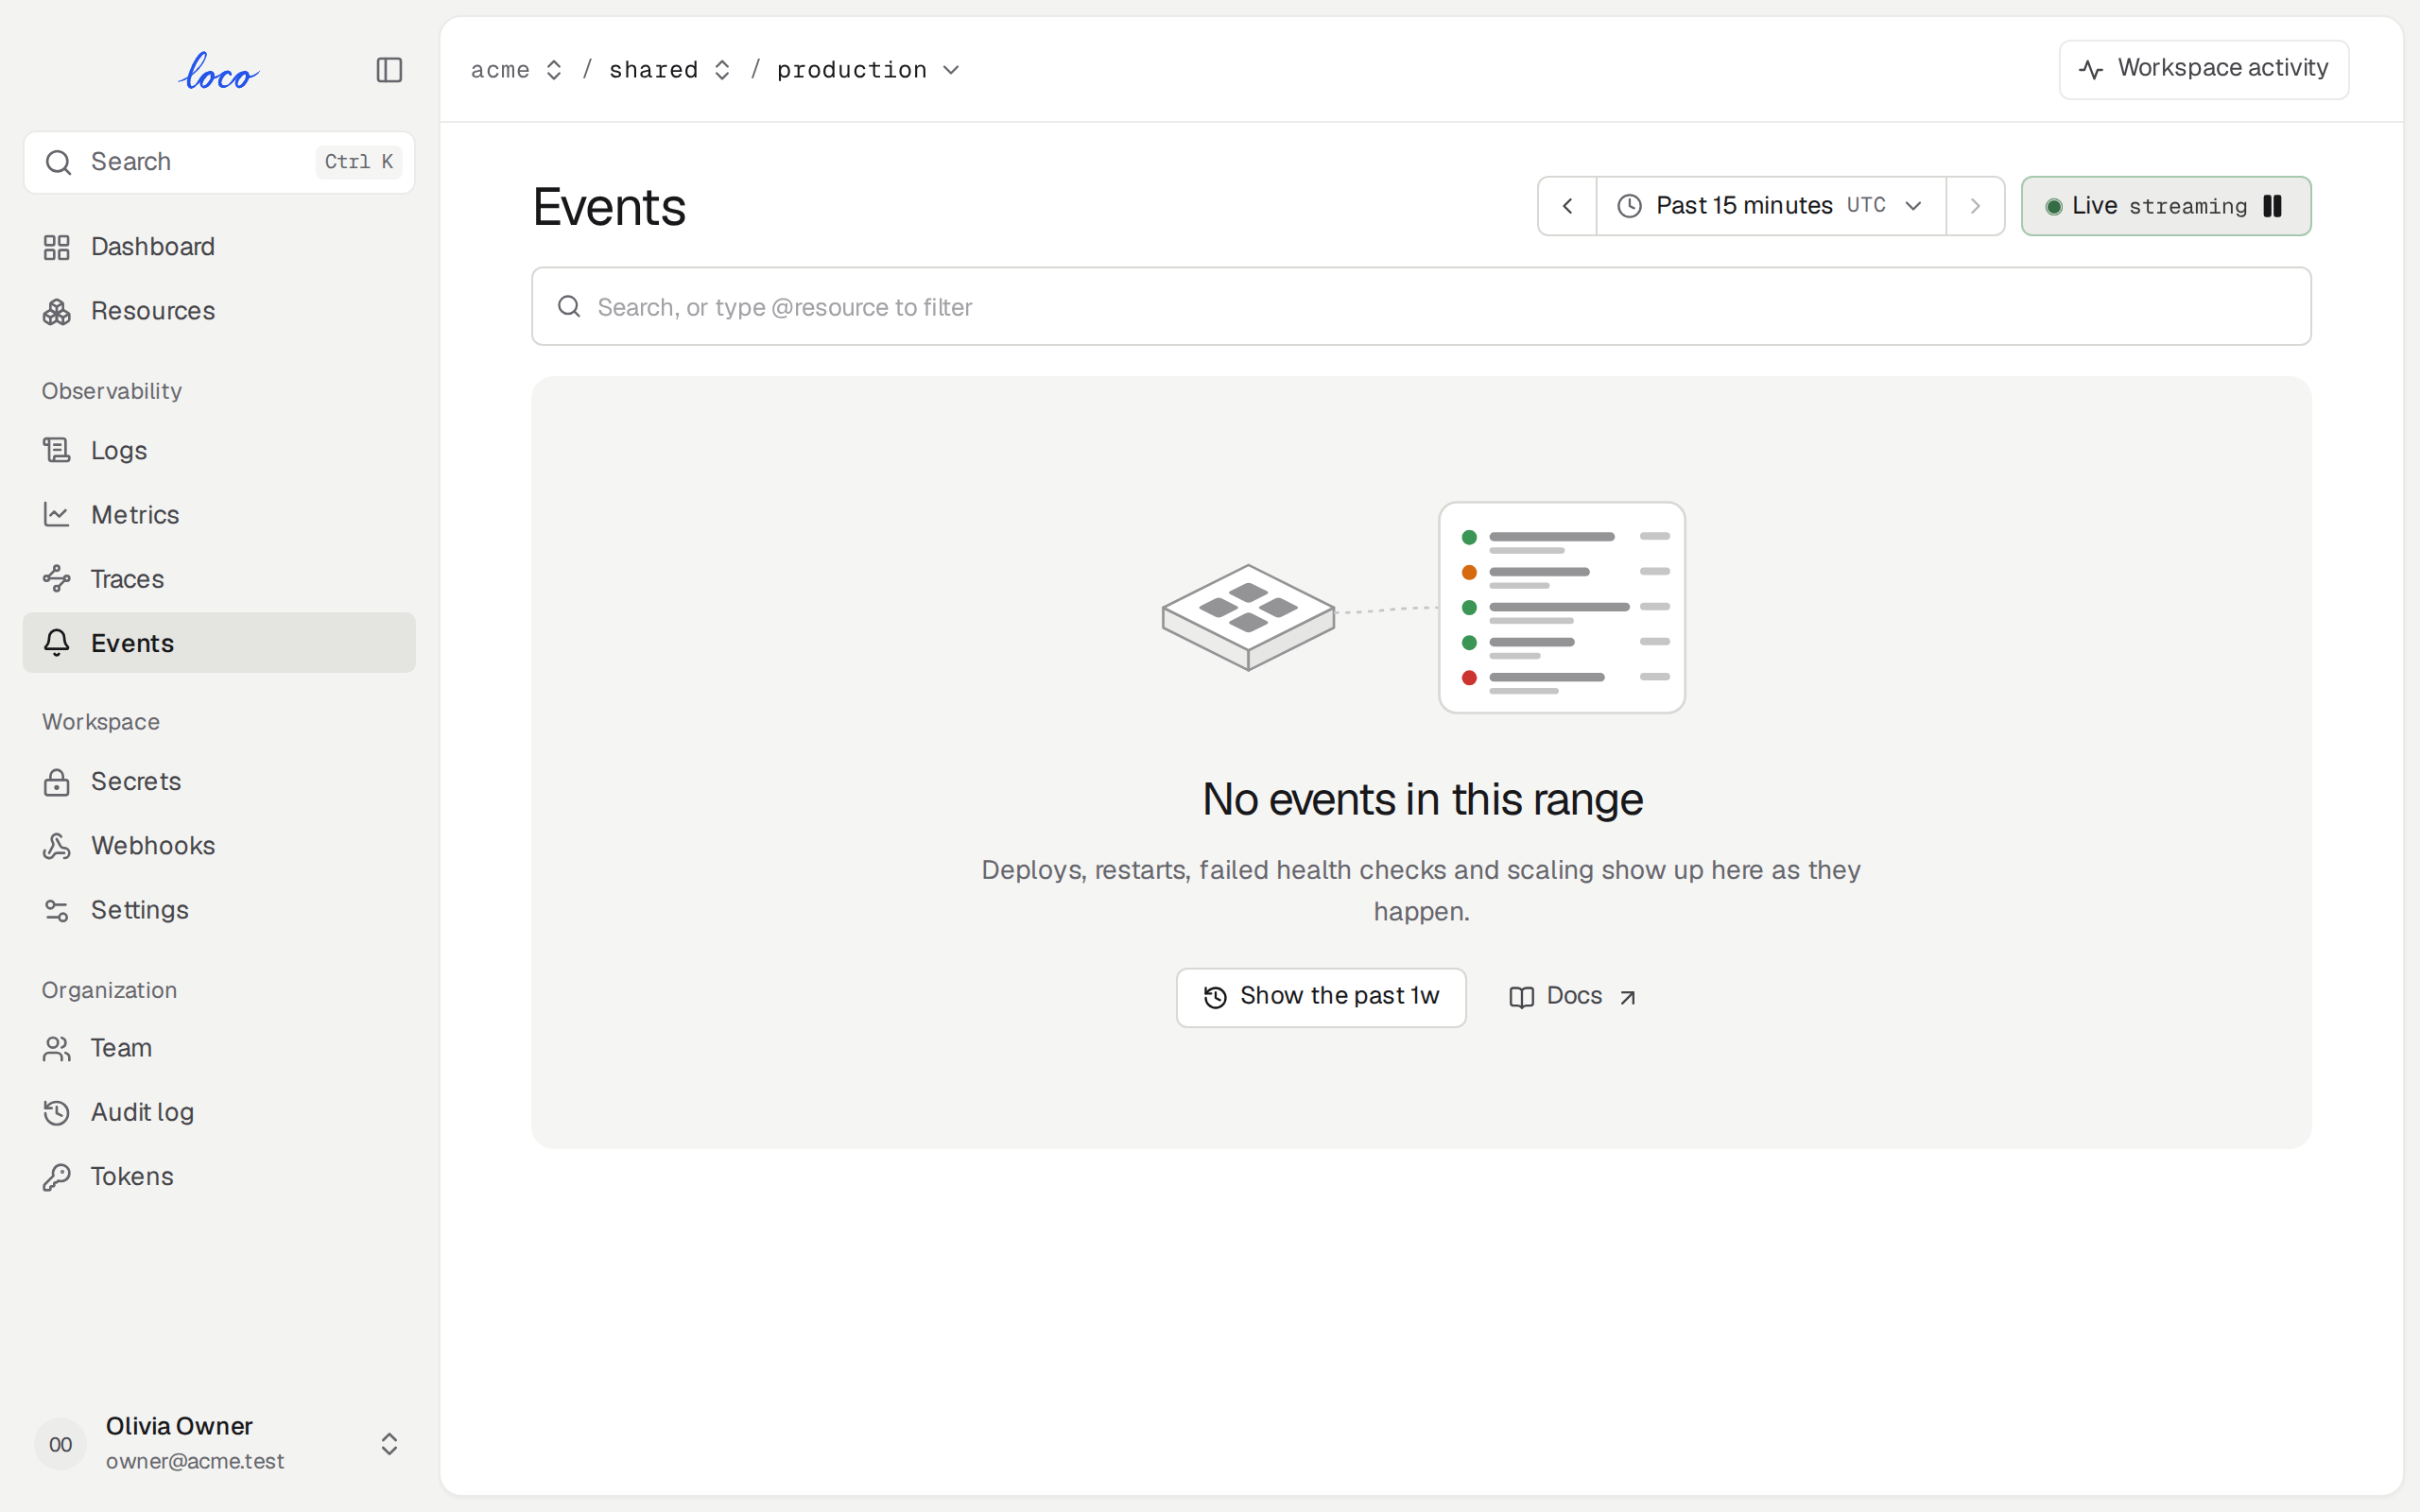 loco
Search Ctrl K
Dashboard
Resources
Observability
Logs
Metrics
Traces
Events
Workspace
Secrets
Webhooks
Settings
Organization
Team
Audit log
Tokens
OO Olivia Owner
owner@acme.test
acme / shared / production
Workspace activity
Events
Past 15 minutes UTC
Live streaming
Search, or type @resource to filter
No events in this range
Deploys, restarts, failed health checks and scaling show up here as they
happen.
Show the past 1w
Docs